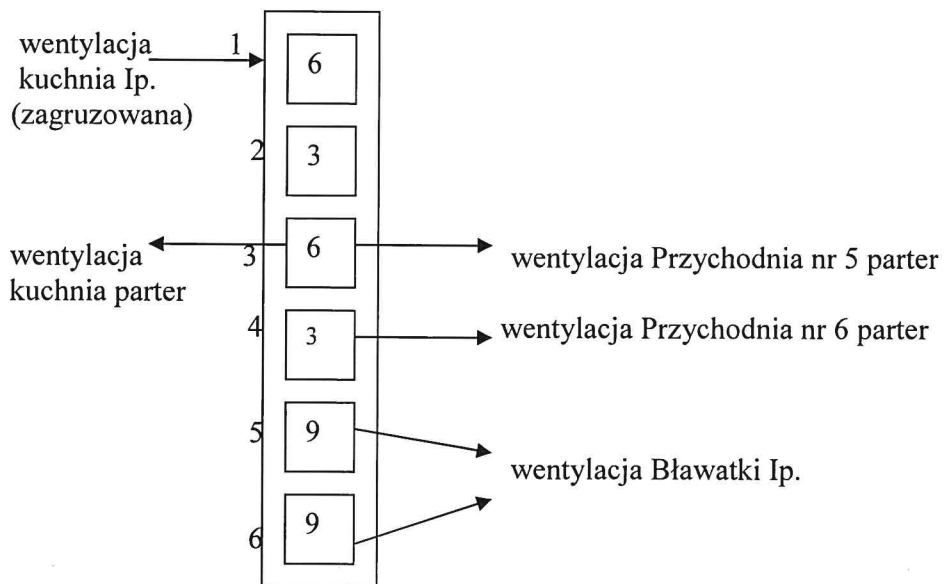 wentylacja
kuchnia Ip.
(zagruzowana)
1
6
2
3
wentylacja
kuchnia parter
3
6
wentylacja Przychodnia nr 5 parter
4
3
wentylacja Przychodnia nr 6 parter
5
9
wentylacja Bławatki Ip.
6
9